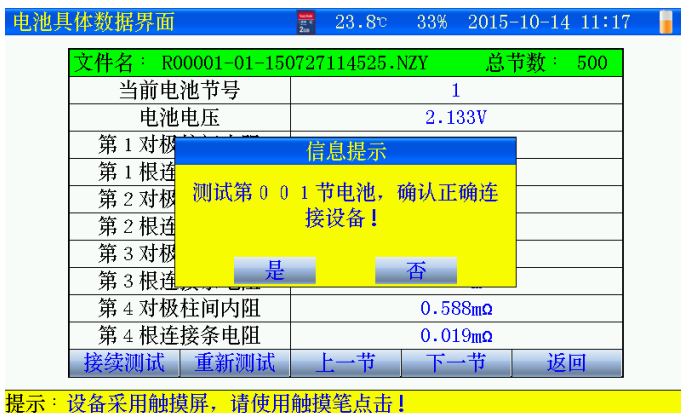 电池具体数据界面 23.8℃ 33% 2015-10-14 11:17
文件名： R00001-01-150727114525.NZY 总节数： 500
当前电池节号 1
电池电压 2.133V
第1对极
第1根连
第2对极
第2根连
第3对极
第3根连
信息提示
测试第001节电池，确认正确连
接设备！
是 否
第4对极柱间内阻 0.588mΩ
第4根连接条电阻 0.019mΩ
接续测试 重新测试 上一节 下一节 返回
提示：设备采用触摸屏，请使用触摸笔点击！